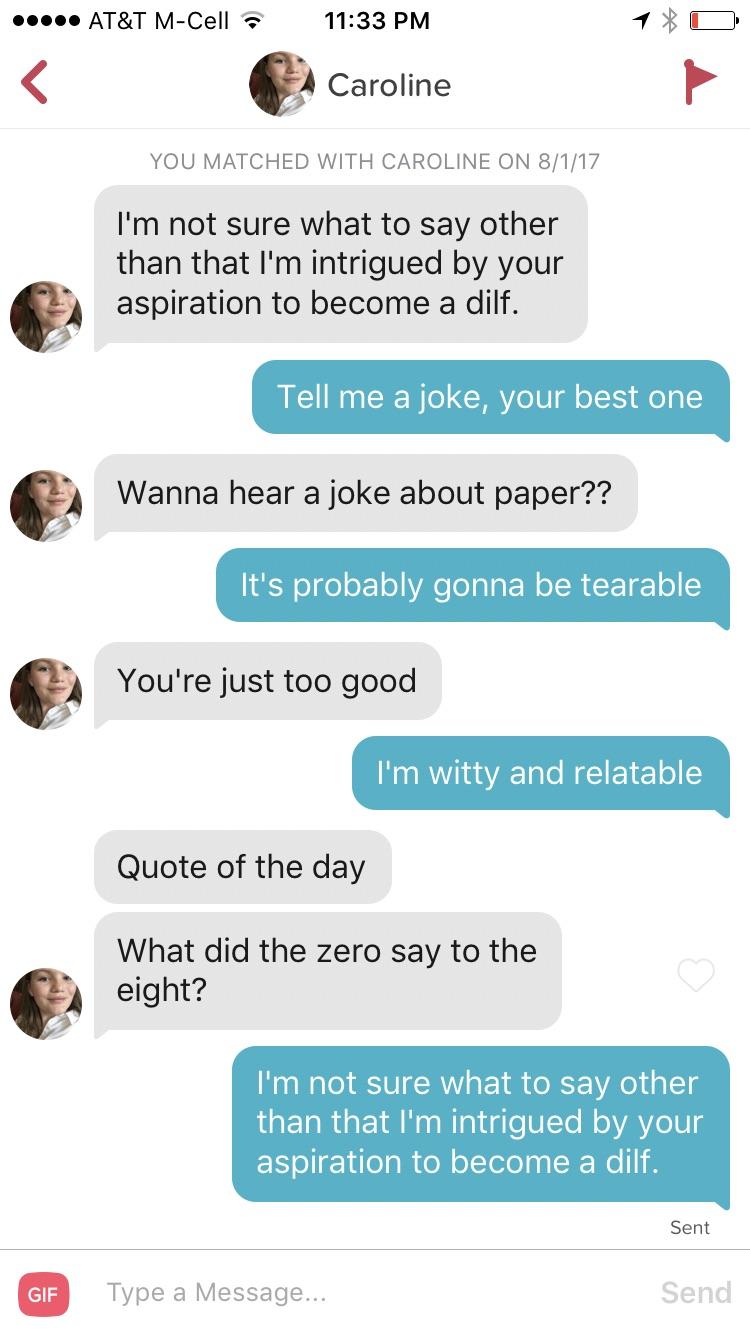 AT&T M-Cell 11:33 PM
Caroline
YOU MATCHED WITH CAROLINE ON 8/1/17
I'm not sure what to say other
than that I'm intrigued by your
aspiration to become a dilf.
Tell me a joke, your best one
Wanna hear a joke about paper??
It's probably gonna be tearable
You're just too good
I'm witty and relatable
Quote of the day
What did the zero say to the
eight?
I'm not sure what to say other
than that I'm intrigued by your
aspiration to become a dilf.
Sent
GIF Type a Message... Send